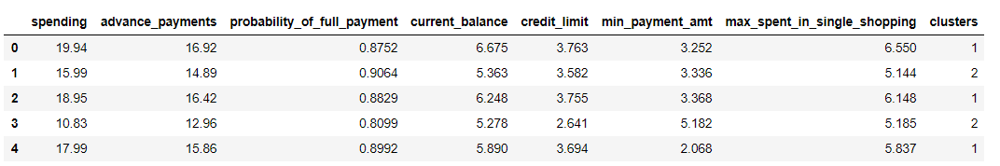 spending advance_payments probability_of_full_payment current_balance credit_limit min_payment_amt max_spent_in_single_shopping clusters
0 19.94 16.92 0.8752 6.675 3.763 3.252 6.550 1
1 15.99 14.89 0.9064 5.363 3.582 3.336 5.144 2
2 18.95 16.42 0.8829 6.248 3.755 3.368 6.148 1
3 10.83 12.96 0.8099 5.278 2.641 5.182 5.185 2
4 17.99 15.86 0.8992 5.890 3.694 2.068 5.837 1